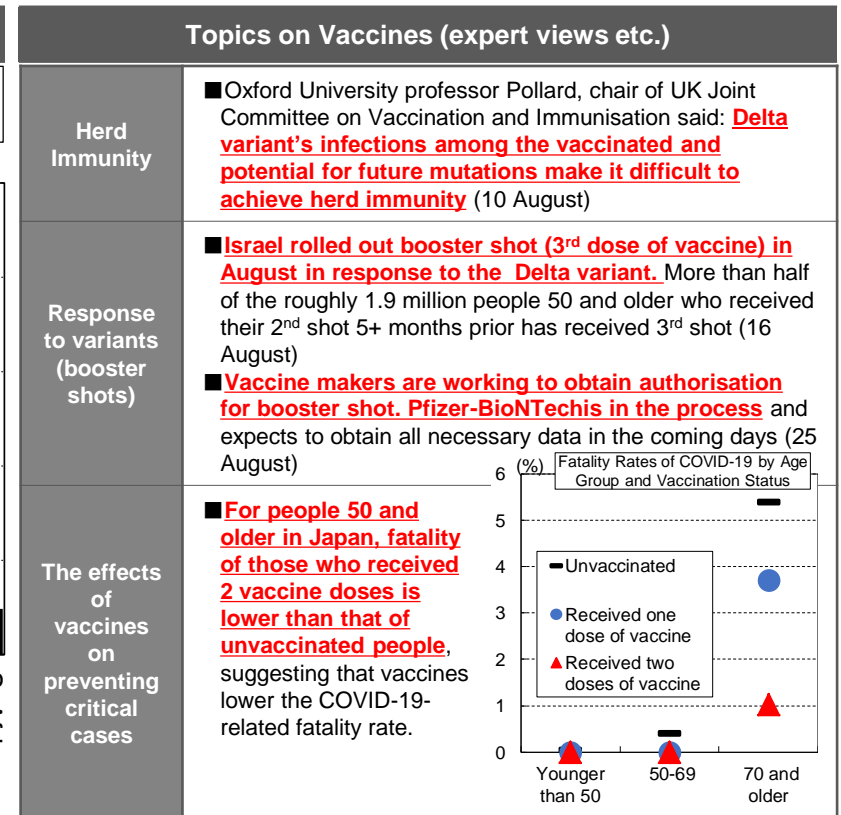 Topics on Vaccines (expert views etc.)
Herd
Immunity
■Oxford University professor Pollard, chair of UK Joint
Committee on Vaccination and Immunisation said: Delta
variant's infections among the vaccinated and
potential for future mutations make it difficult to
achieve herd immunity (10 August)
Response
to variants
(booster
shots)
■Israel rolled out booster shot (3rd dose of vaccine) in
August in response to the Delta variant. More than half
of the roughly 1.9 million people 50 and older who received
their 2nd shot 5+ months prior has received 3rd shot (16
August)
■Vaccine makers are working to obtain authorisation
for booster shot. Pfizer-BioNTechis in the process and
expects to obtain all necessary data in the coming days (25
August)
The effects
of
vaccines
on
preventing
critical
cases
■For people 50 and
older in Japan, fatality
of those who received
2 vaccine doses is
lower than that of
unvaccinated people,
suggesting that vaccines
lower the COVID-19-
related fatality rate.
(%)
Fatality Rates of COVID-19 by Age
Group and Vaccination Status
6
5
4
3
2
1
0
Unvaccinated
Received one
dose of vaccine
Received two
doses of vaccine
Younger
than 50
50-69
70 and
older